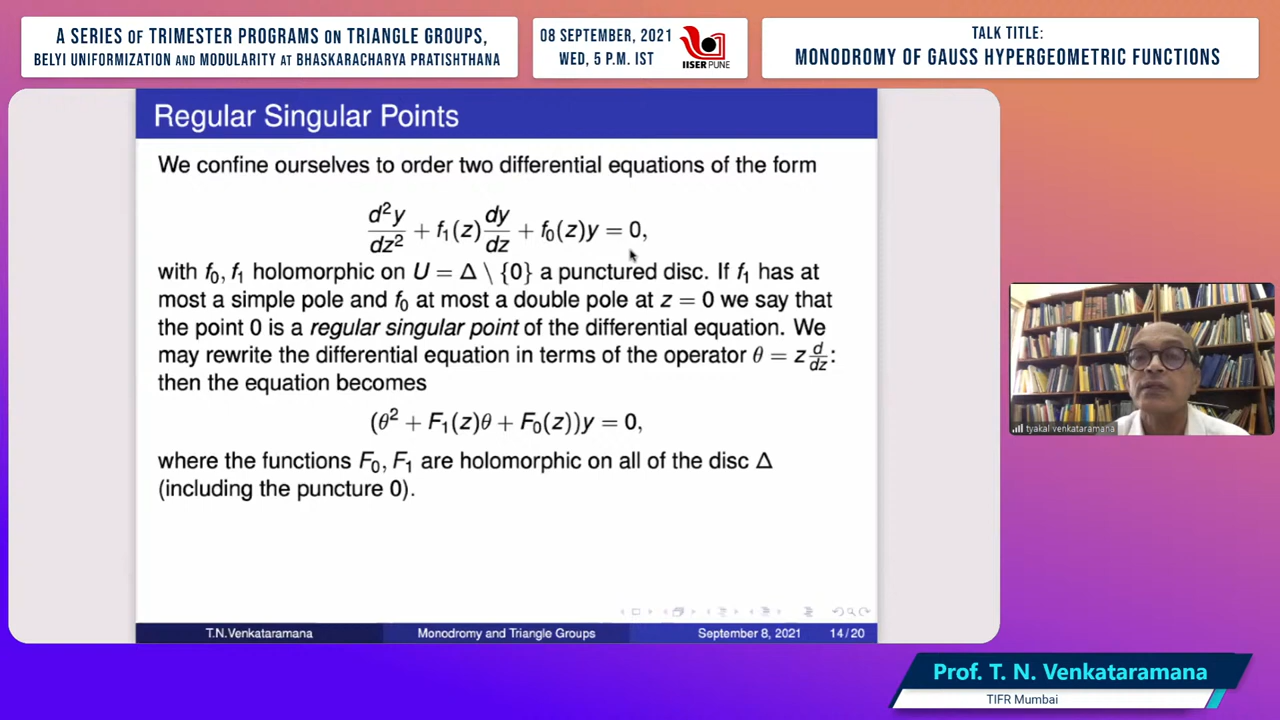 A SERIES OF TRIMESTER PROGRAMS ON TRIANGLE GROUPS,
BELYI UNIFORMIZATION AND MODULARITY AT BHASKARACHARYA PRATISHTHANA
08 SEPTEMBER, 2021
WED, 5 P.M. IST
IISER PUNE
TALK TITLE:
MONODROMY OF GAUSS HYPERGEOMETRIC FUNCTIONS
Regular Singular Points
We confine ourselves to order two differential equations of the form
d²y/dz² + f₁(z) dy/dz + f₀(z)y = 0,
with f₀, f₁ holomorphic on U = Δ \ {0} a punctured disc. If f₁ has at
most a simple pole and f₀ at most a double pole at z = 0 we say that
the point 0 is a regular singular point of the differential equation. We
may rewrite the differential equation in terms of the operator θ = z d/dz:
then the equation becomes
(θ² + F₁(z)θ + F₀(z))y = 0,
where the functions F₀, F₁ are holomorphic on all of the disc Δ
(including the puncture 0).
T.N.Venkataramana Monodromy and Triangle Groups September 8, 2021 14/20
tyakal venkataramana
Prof. T. N. Venkataramana
TIFR Mumbai